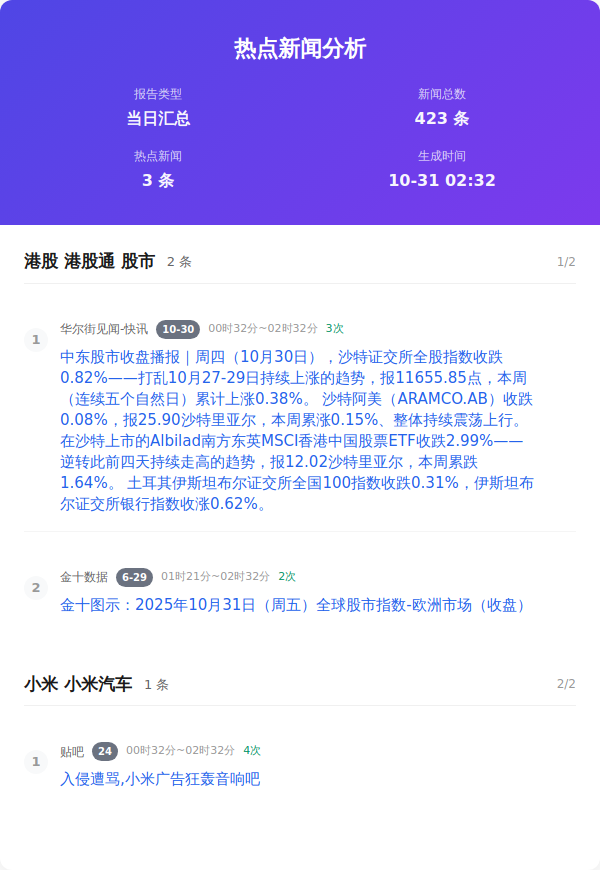 热点新闻分析
报告类型
当日汇总
新闻总数
423 条
热点新闻
3 条
生成时间
10-31 02:32
港股 港股通 股市 2 条 1/2
1
华尔街见闻-快讯 10-30 00时32分~02时32分 3次
中东股市收盘播报｜周四（10月30日），沙特证交所全股指数收跌
0.82%——打乱10月27-29日持续上涨的趋势，报11655.85点，本周
（连续五个自然日）累计上涨0.38%。 沙特阿美（ARAMCO.AB）收跌
0.08%，报25.90沙特里亚尔，本周累涨0.15%、整体持续震荡上行。
在沙特上市的Albilad南方东英MSCI香港中国股票ETF收跌2.99%——
逆转此前四天持续走高的趋势，报12.02沙特里亚尔，本周累跌
1.64%。 土耳其伊斯坦布尔证交所全国100指数收跌0.31%，伊斯坦布
尔证交所银行指数收涨0.62%。
2
金十数据 6-29 01时21分~02时32分 2次
金十图示：2025年10月31日（周五）全球股市指数-欧洲市场（收盘）
小米 小米汽车 1 条 2/2
1
贴吧 24 00时32分~02时32分 4次
入侵遭骂,小米广告狂轰音响吧